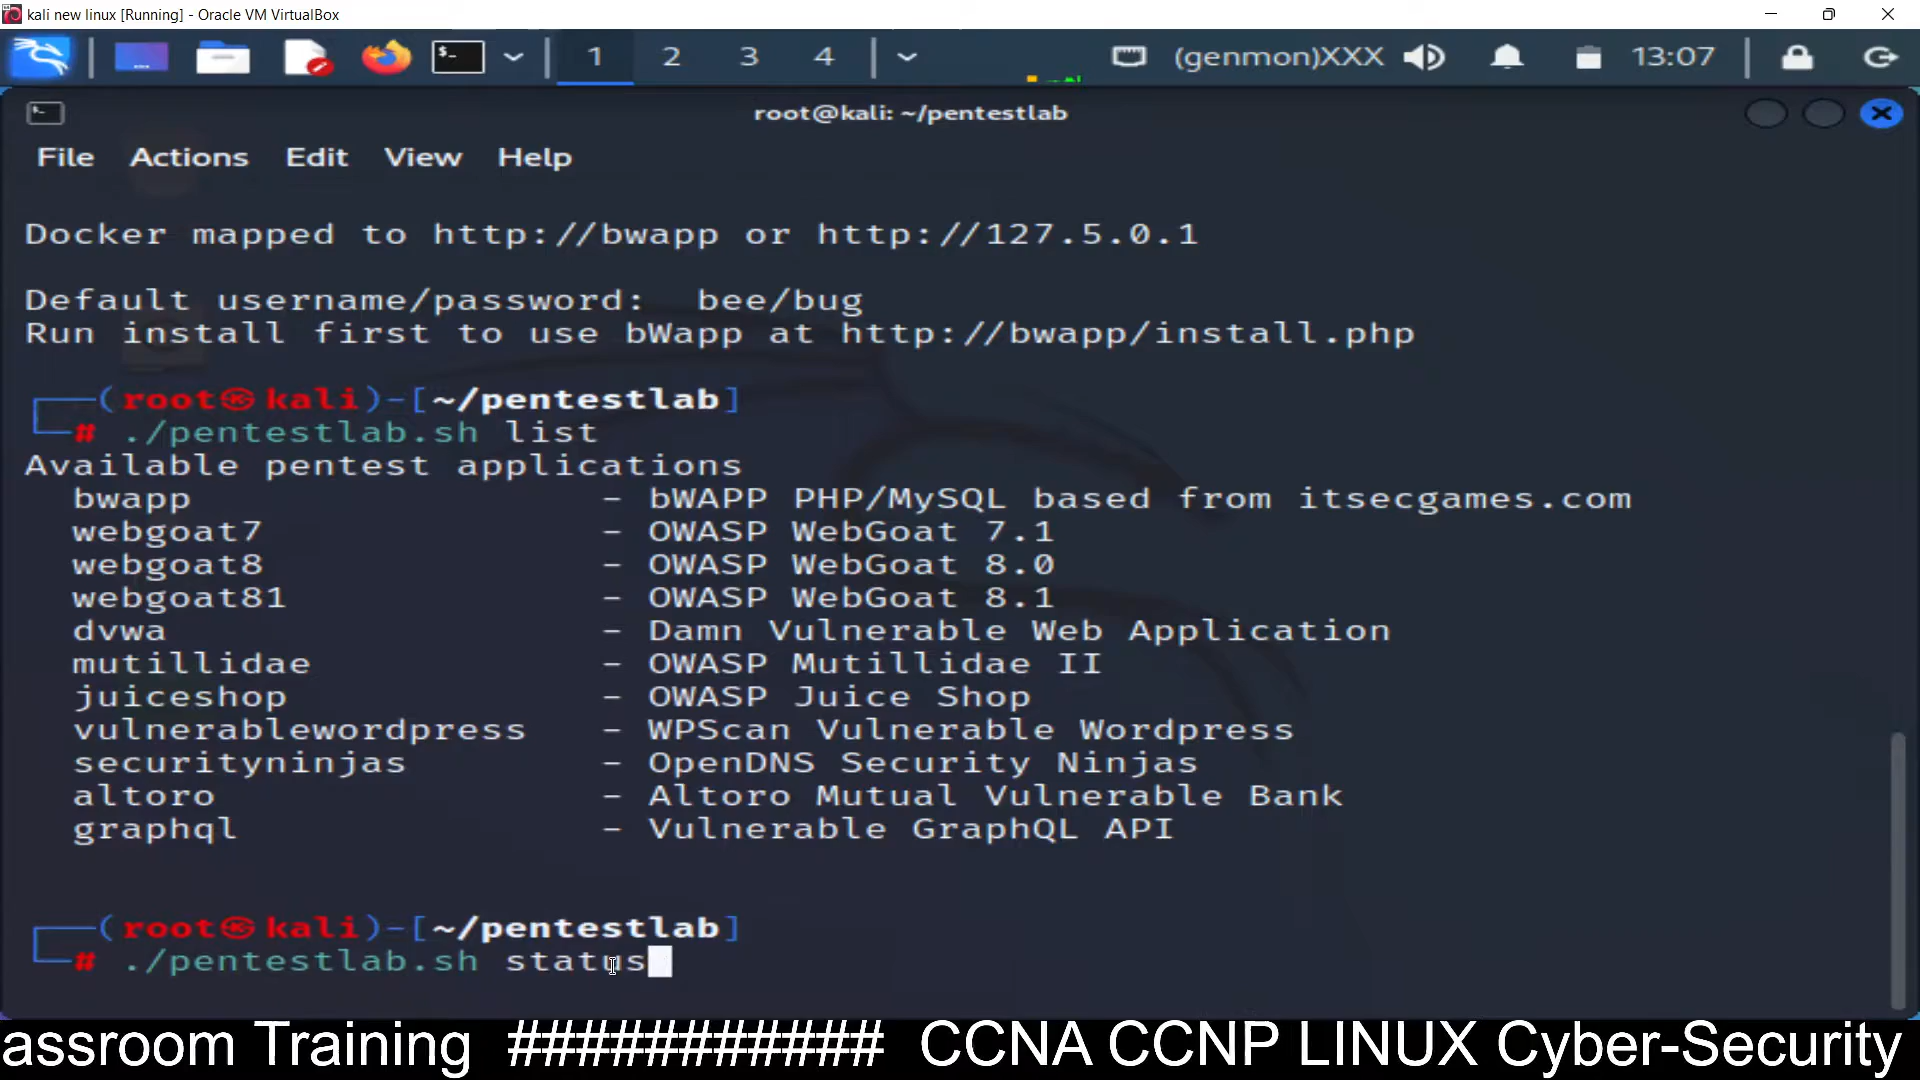 kali new linux [Running] - Oracle VM VirtualBox
1 2 3 4 (genmon)XXX 13:07
root@kali: ~/pentestlab
File Actions Edit View Help
Docker mapped to http://bwapp or http://127.5.0.1
Default username/password: bee/bug
Run install first to use bWapp at http://bwapp/install.php
┌──(root㉿kali)-[~/pentestlab]
└─# ./pentestlab.sh list
Available pentest applications
bwapp - bWAPP PHP/MySQL based from itsecgames.com
webgoat7 - OWASP WebGoat 7.1
webgoat8 - OWASP WebGoat 8.0
webgoat81 - OWASP WebGoat 8.1
dvwa - Damn Vulnerable Web Application
mutillidae - OWASP Mutillidae II
juiceshop - OWASP Juice Shop
vulnerablewordpress - WPScan Vulnerable Wordpress
securityninjas - OpenDNS Security Ninjas
altoro - Altoro Mutual Vulnerable Bank
graphql - Vulnerable GraphQL API
┌──(root㉿kali)-[~/pentestlab]
└─# ./pentestlab.sh status
assroom Training ########### CCNA CCNP LINUX Cyber-Security